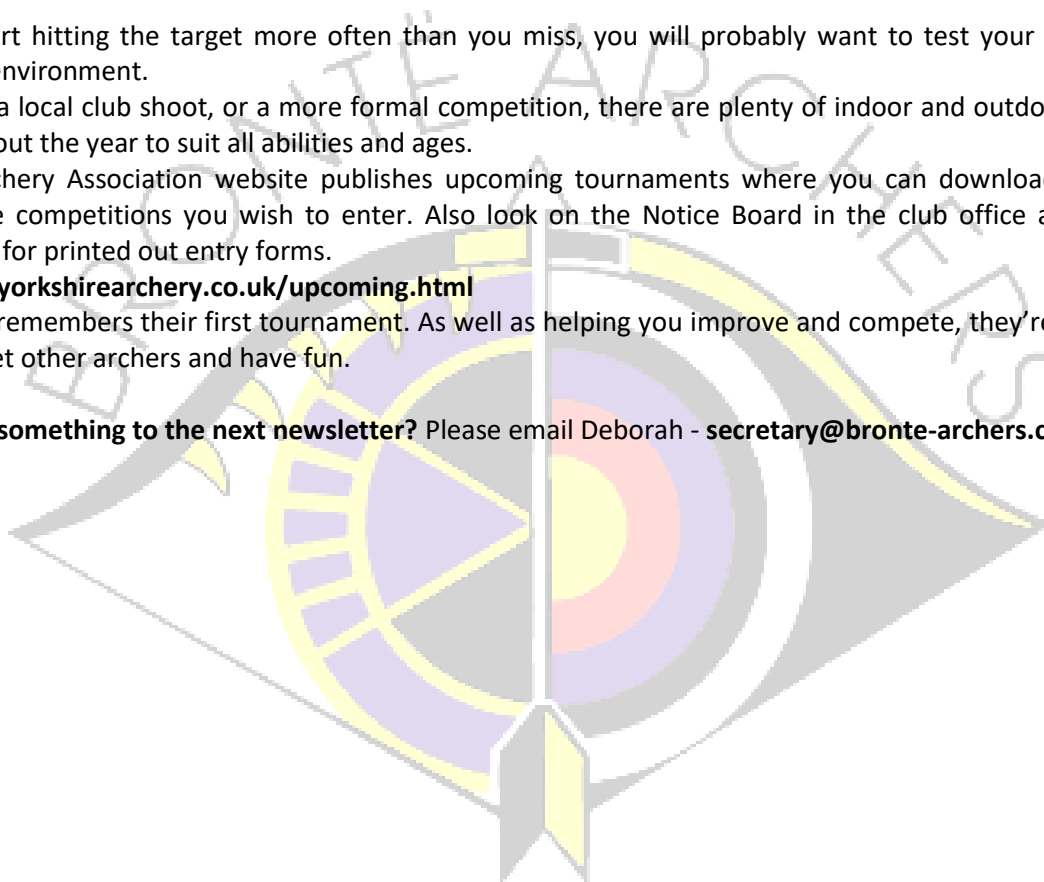 rt hitting the target more often than you miss, you will probably want to test your
environment.
a local club shoot, or a more formal competition, there are plenty of indoor and outdo
out the year to suit all abilities and ages.
chery Association website publishes upcoming tournaments where you can download
e competitions you wish to enter. Also look on the Notice Board in the club office a
for printed out entry forms.
yorkshirearchery.co.uk/upcoming.html
remembers their first tournament. As well as helping you improve and compete, they're
et other archers and have fun.
something to the next newsletter? Please email Deborah - secretary@bronte-archers.c
BRONTË ARCHERS